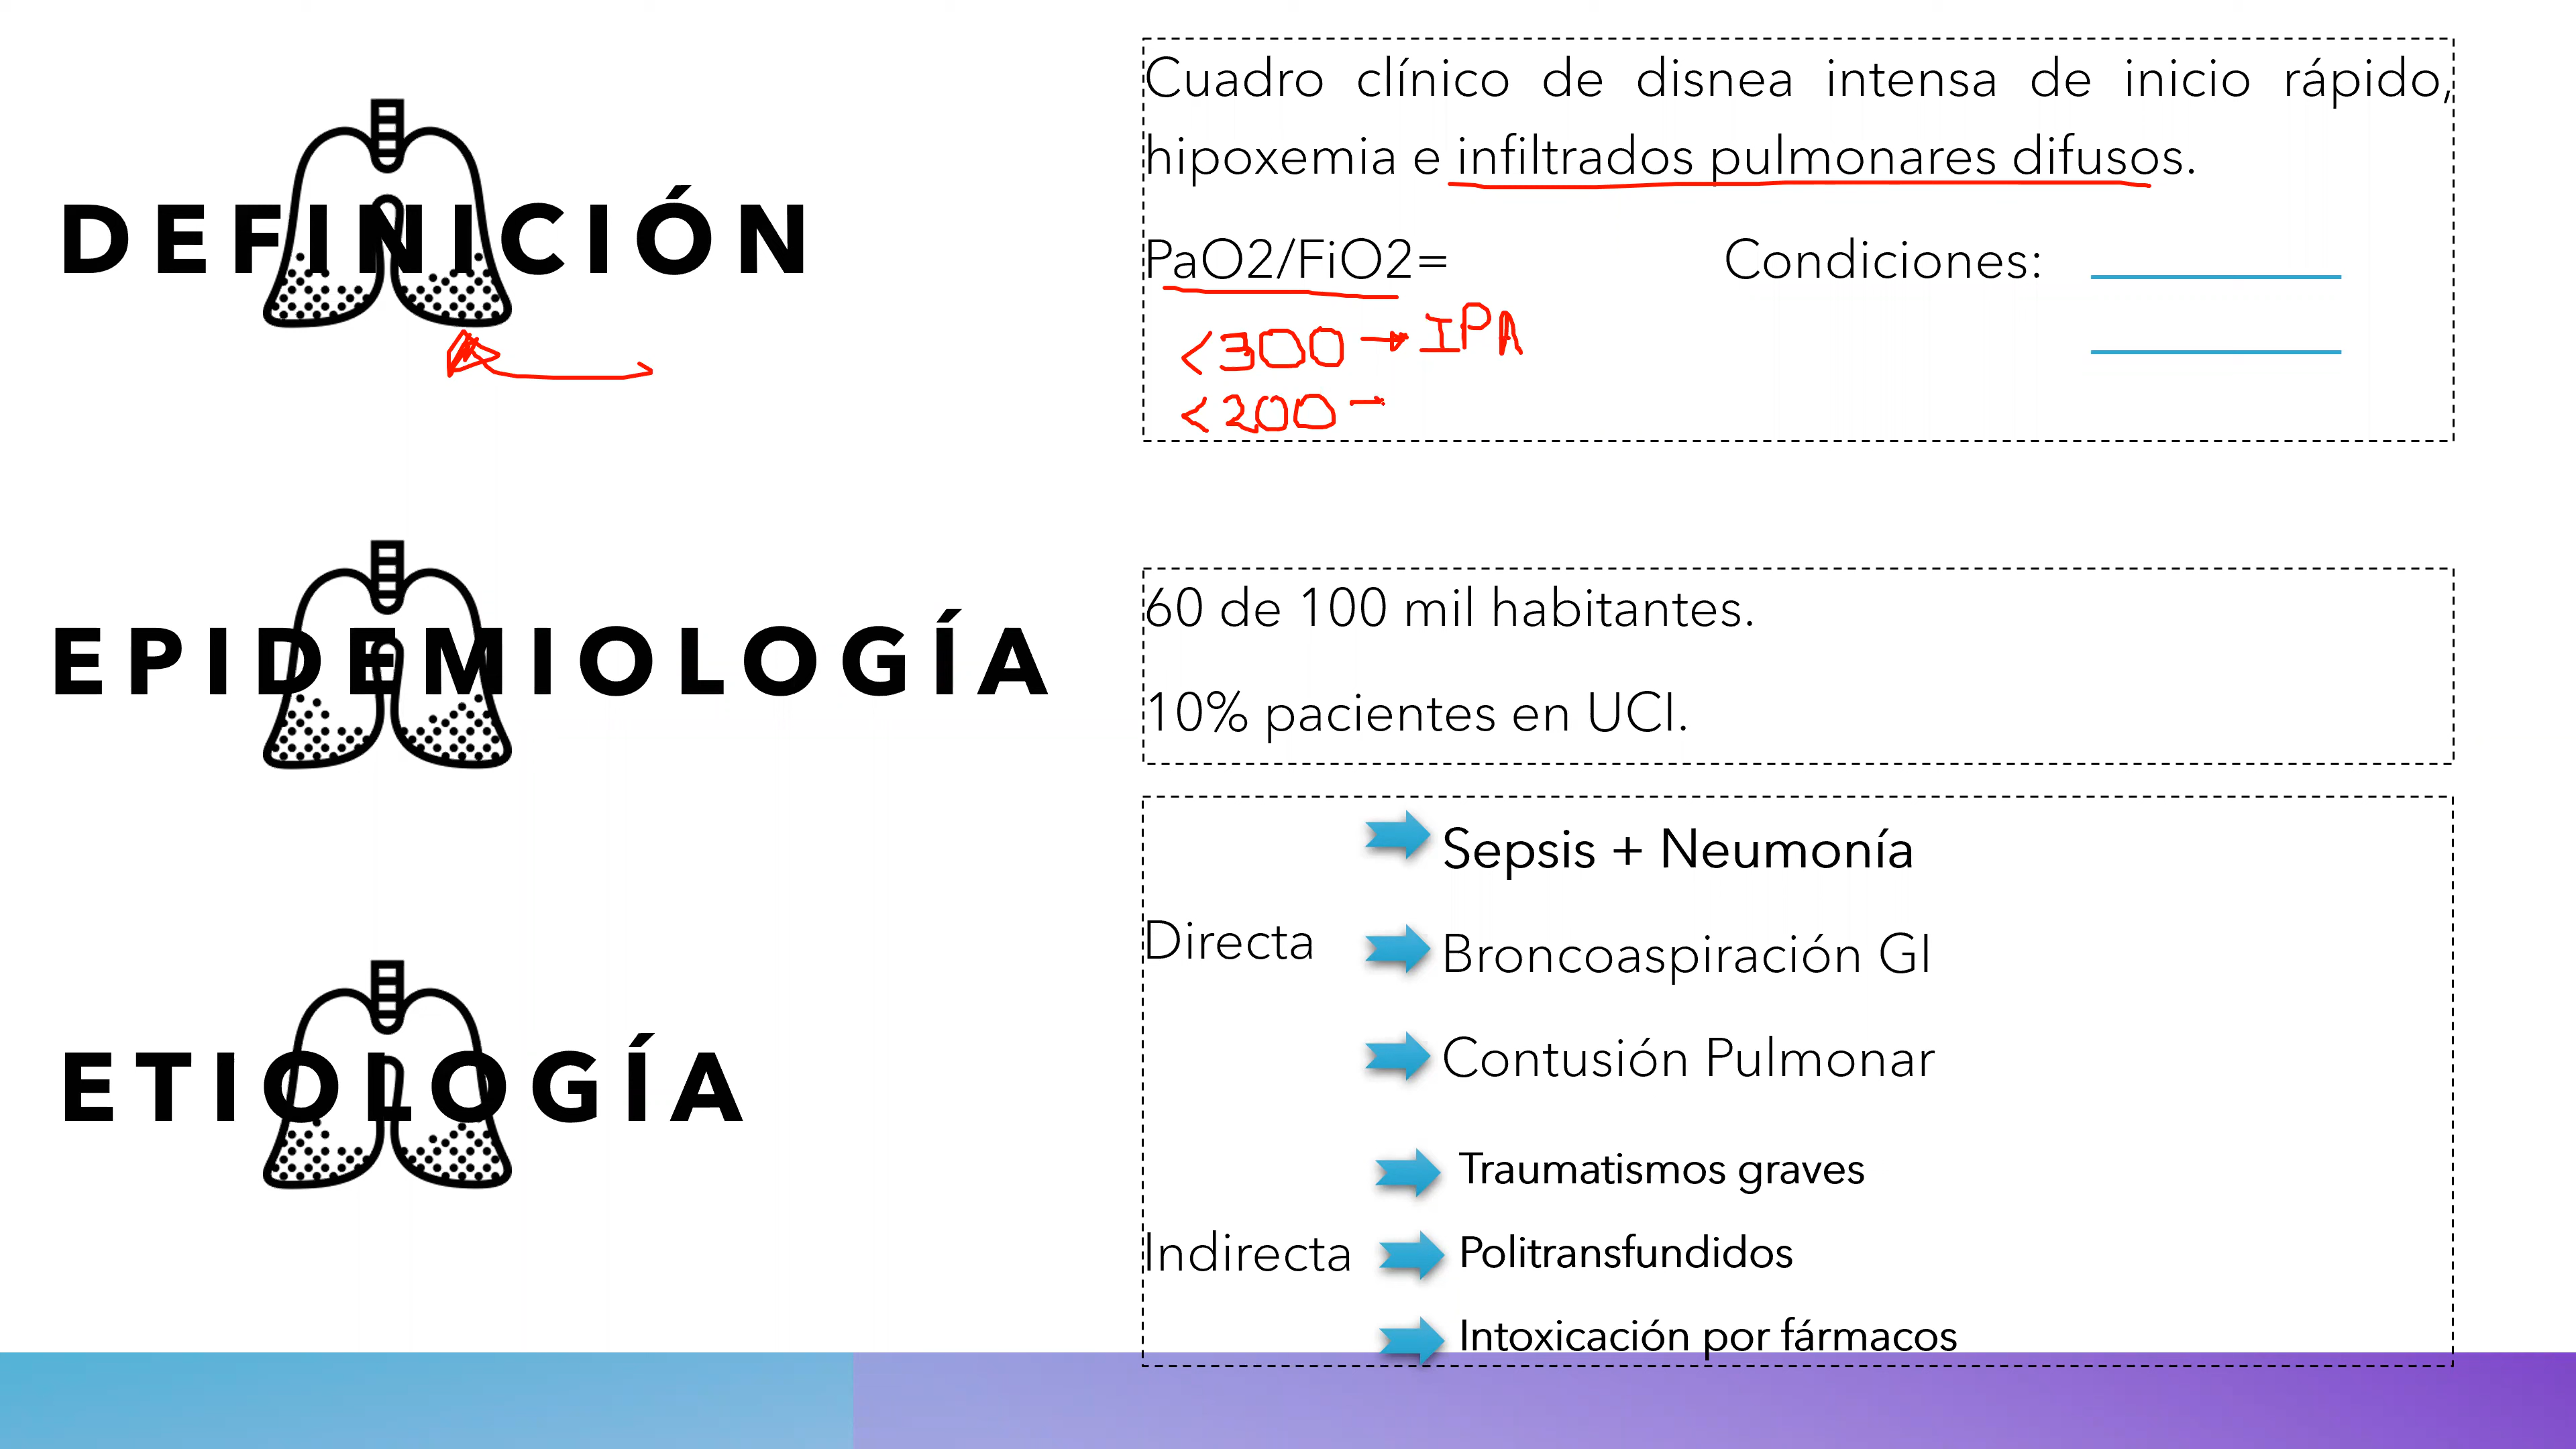 DEFINICIÓN
Cuadro clínico de disnea intensa de inicio rápido,
hipoxemia e infiltrados pulmonares difusos.
PaO2/FiO2= Condiciones:
<300 → IPA
<200 -
EPIDEMIOLOGÍA
60 de 100 mil habitantes.
10% pacientes en UCI.
ETIOLOGÍA
Directa
Sepsis + Neumonía
Broncoaspiración GI
Contusión Pulmonar
Indirecta
Traumatismos graves
Politransfundidos
Intoxicación por fármacos